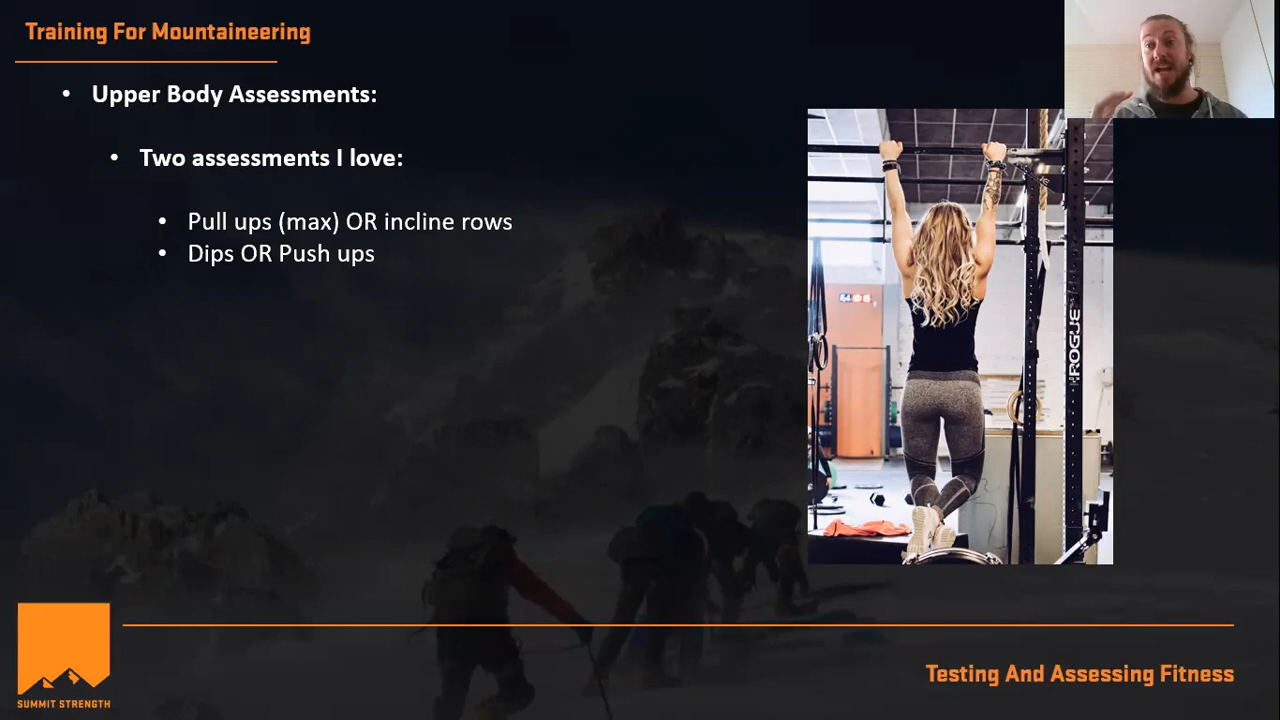 Training For Mountaineering
• Upper Body Assessments:
• Two assessments I love:
• Pull ups (max) OR incline rows
• Dips OR Push ups
ROGUE
SUMMIT STRENGTH
Testing And Assessing Fitness